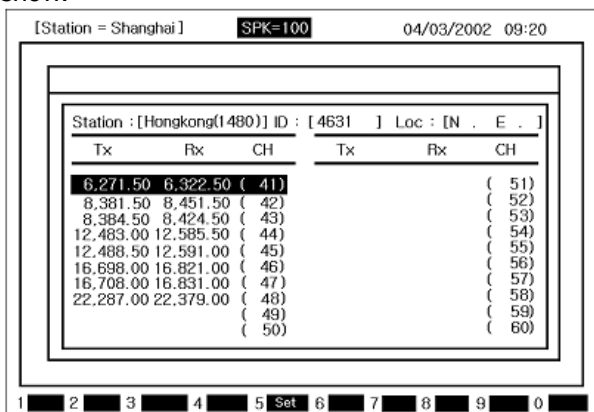 [Station = Shanghai] SPK=100 04/03/2002 09:20
Station : [Hongkong(1480)] ID : [ 4631 ] Loc : [N . E . ]
Tx Rx CH Tx Rx CH
6,271.50 6,322.50 ( 41) ( 51)
8,381.50 8,451.50 ( 42) ( 52)
8,384.50 8,424.50 ( 43) ( 53)
12,483.00 12,585.50 ( 44) ( 54)
12,488.50 12,591.00 ( 45) ( 55)
16,698.00 16,821.00 ( 46) ( 56)
16,708.00 16,831.00 ( 47) ( 57)
22,287.00 22,379.00 ( 48) ( 58)
( 49) ( 59)
( 50) ( 60)
1 2 3 4 5 Set 6 7 8 9 0